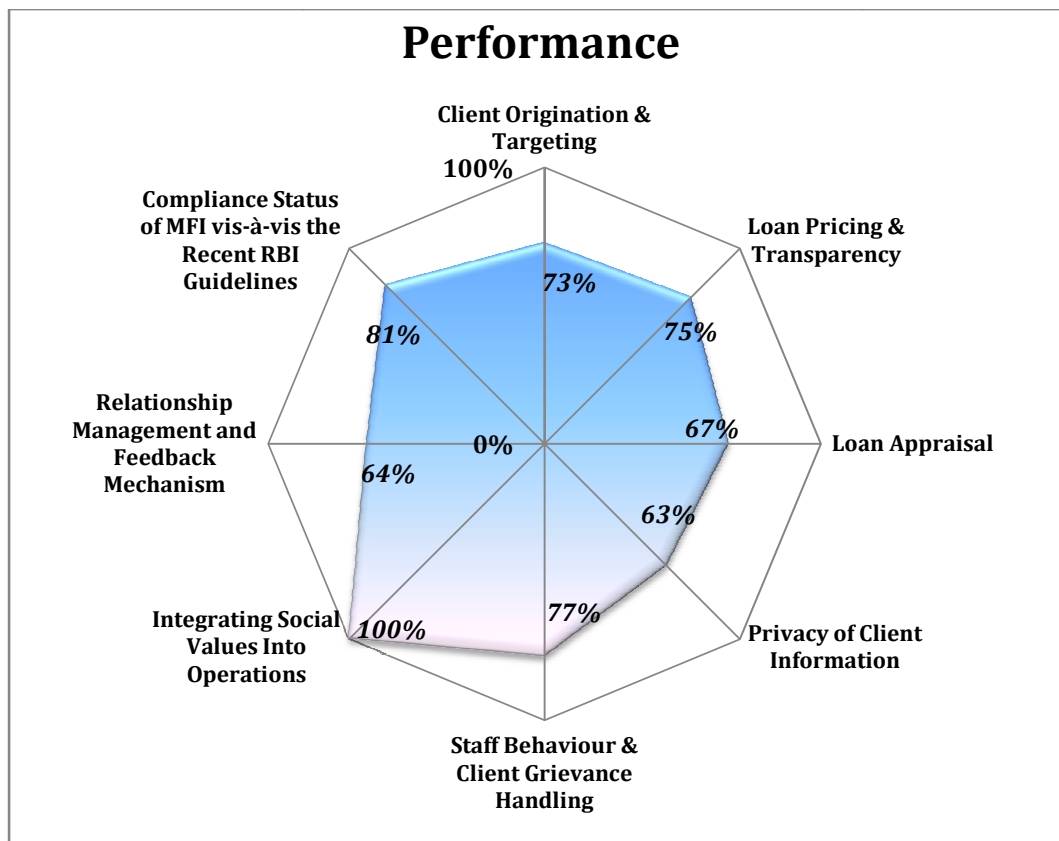 Performance
Client Origination &
Targeting
100%
Compliance Status
of MFI vis-à-vis the
Recent RBI
Guidelines
Loan Pricing &
Transparency
73%
75%
81%
Relationship
Management and
Feedback
Mechanism
0%
67%
Loan Appraisal
64%
63%
77%
100%
Integrating Social
Values Into
Operations
Privacy of Client
Information
Staff Behaviour &
Client Grievance
Handling